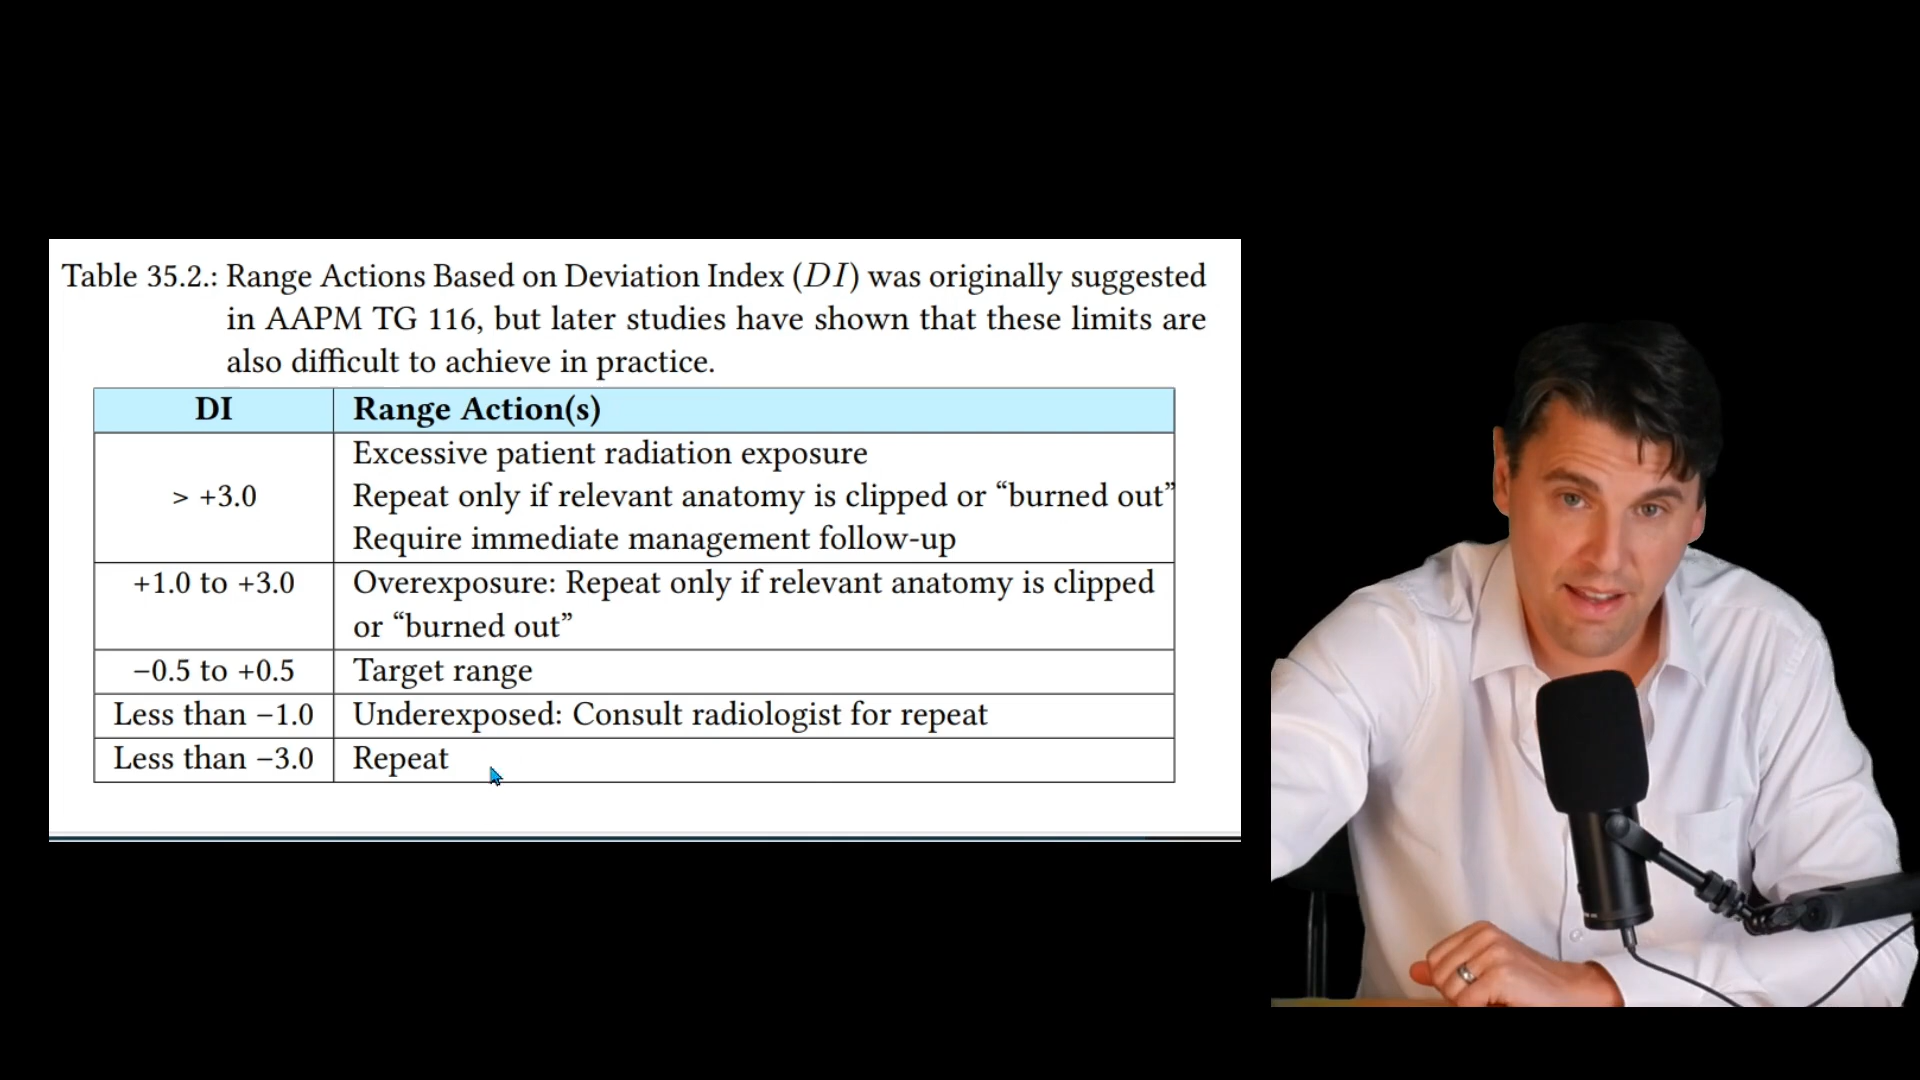 Table 35.2.: Range Actions Based on Deviation Index (DI) was originally suggested
in AAPM TG 116, but later studies have shown that these limits are
also difficult to achieve in practice.
DI Range Action(s)
> +3.0
Excessive patient radiation exposure
Repeat only if relevant anatomy is clipped or “burned out”
Require immediate management follow-up
+1.0 to +3.0 Overexposure: Repeat only if relevant anatomy is clipped
or “burned out”
−0.5 to +0.5 Target range
Less than −1.0 Underexposed: Consult radiologist for repeat
Less than −3.0 Repeat